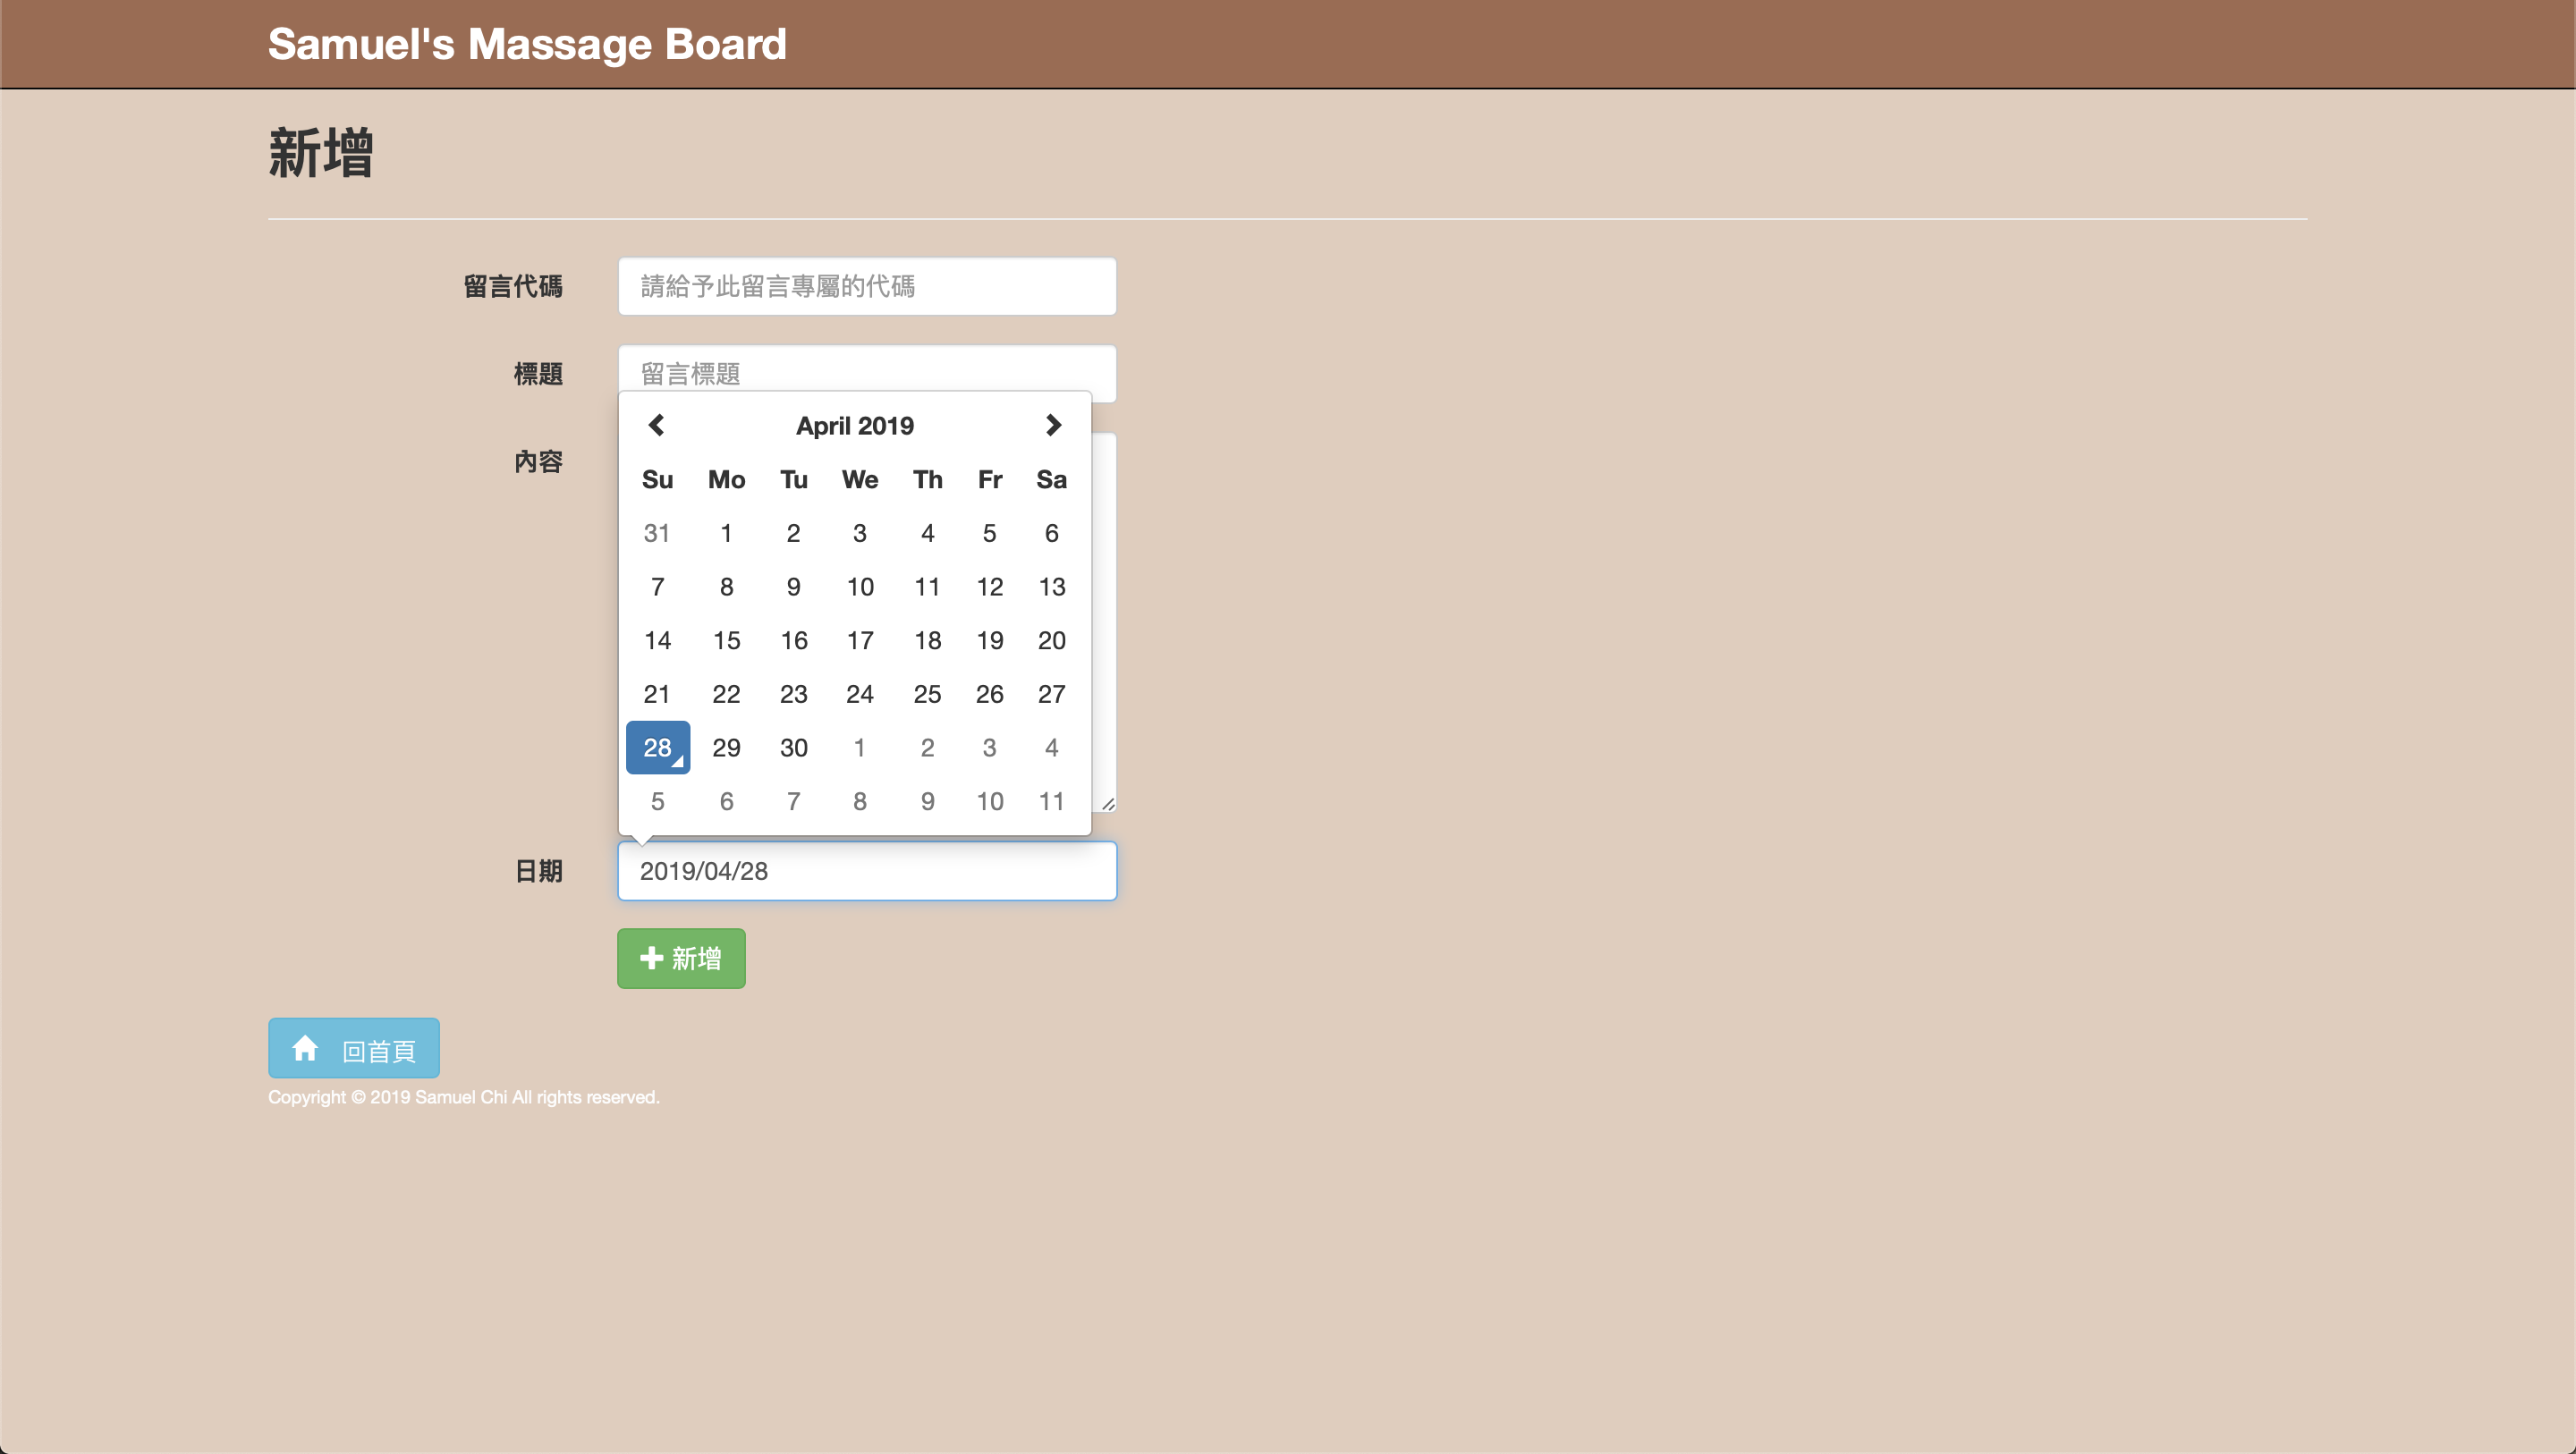 Samuel's Massage Board
新增
留言代碼 請給予此留言專屬的代碼
標題 留言標題
內容
April 2019
Su Mo Tu We Th Fr Sa
31 1 2 3 4 5 6
7 8 9 10 11 12 13
14 15 16 17 18 19 20
21 22 23 24 25 26 27
28 29 30 1 2 3 4
5 6 7 8 9 10 11
日期 2019/04/28
新增
回首頁
Copyright © 2019 Samuel Chi All rights reserved.